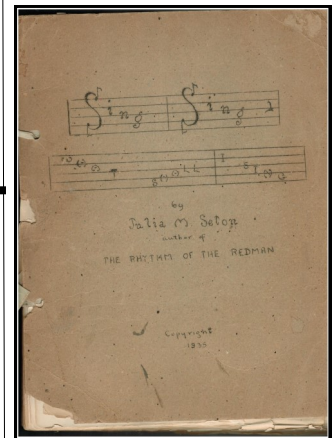 Sing Sing
by
Julia M. Seton
author of
THE RHYTHM OF THE REDMAN
Copyright
1935